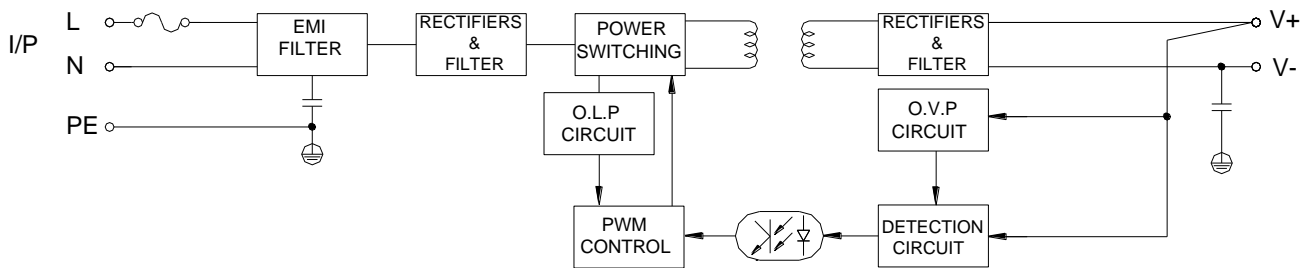 I/P
L
N
PE
EMI
FILTER
RECTIFIERS
&
FILTER
POWER
SWITCHING
O.L.P
CIRCUIT
PWM
CONTROL
RECTIFIERS
&
FILTER
O.V.P
CIRCUIT
DETECTION
CIRCUIT
V+
V-